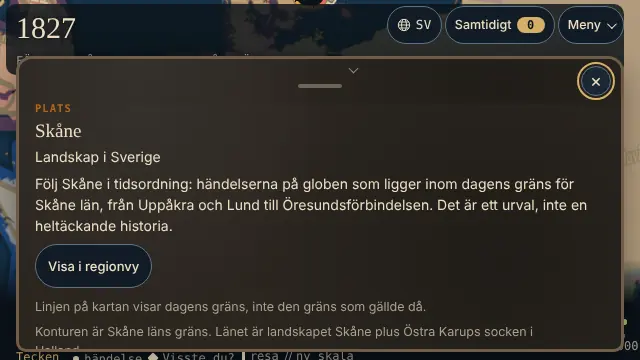 1827
SV
Samtidigt 0
Meny
PLATS
Skåne
Landskap i Sverige
Följ Skåne i tidsordning: händelserna på globen som ligger inom dagens gräns för
Skåne län, från Uppåkra och Lund till Öresundsförbindelsen. Det är ett urval, inte en
heltäckande historia.
Visa i regionvy
Linjen på kartan visar dagens gräns, inte den gräns som gällde då.
Konturen är Skåne läns gräns. Länet är landskapet Skåne plus Östra Karups socken i
Tecken ● händelse ◆ Visste du? | resa // ny skala